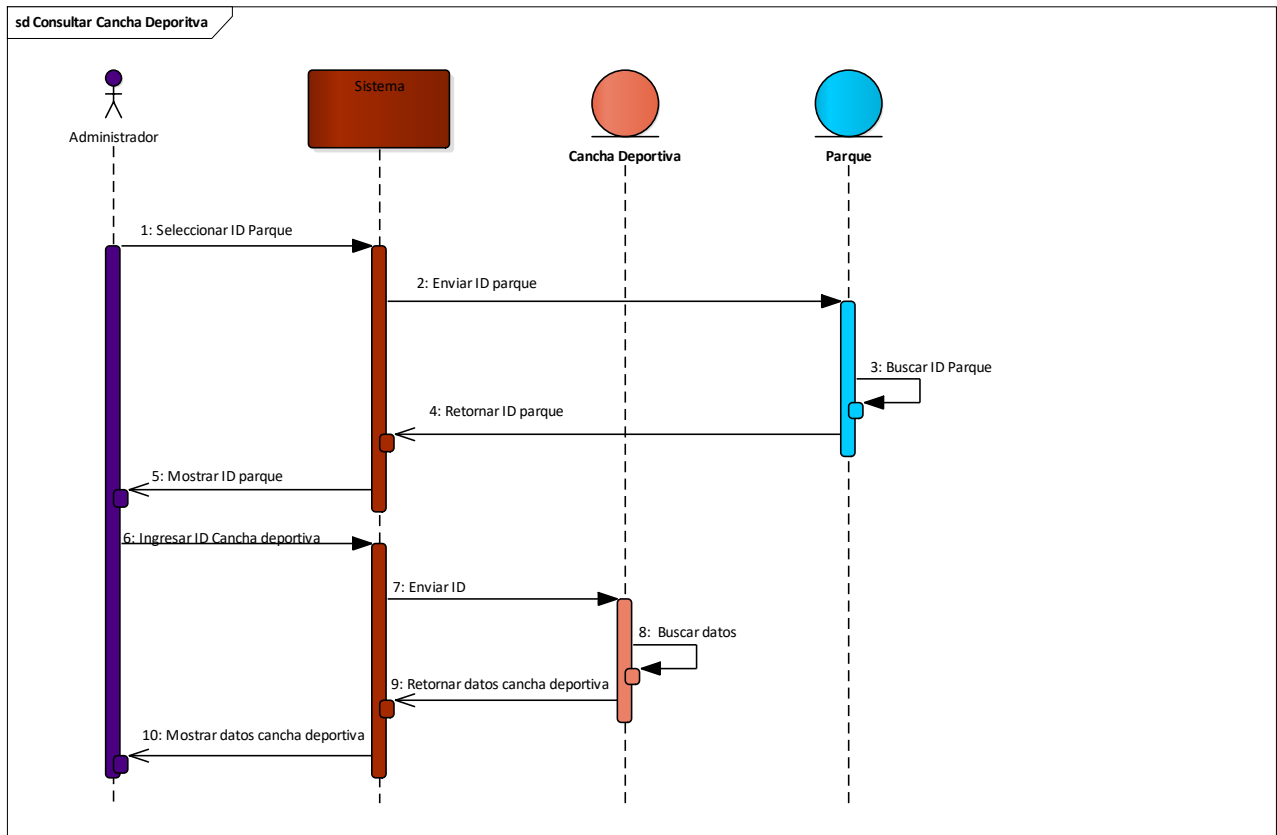 sd Consultar Cancha Deporitva
Sistema
Administrador
Cancha Deportiva
Parque
1: Seleccionar ID Parque
2: Enviar ID parque
3: Buscar ID Parque
4: Retornar ID parque
5: Mostrar ID parque
6: Ingresar ID Cancha deportiva
7: Enviar ID
8: Buscar datos
9: Retornar datos cancha deportiva
10: Mostrar datos cancha deportiva